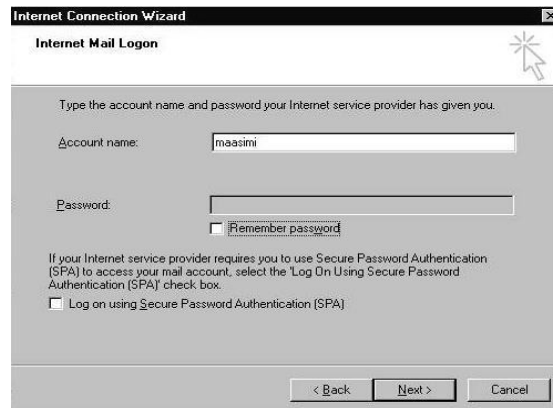 Internet Connection Wizard
Internet Mail Logon
Type the account name and password your Internet service provider has given you.
Account name:
maasimi
Password:
Remember password
If your Internet service provider requires you to use Secure Password Authentication
(SPA) to access your mail account, select the 'Log On Using Secure Password
Authentication (SPA)' check box.
Log on using Secure Password Authentication (SPA)
< Back
Next >
Cancel